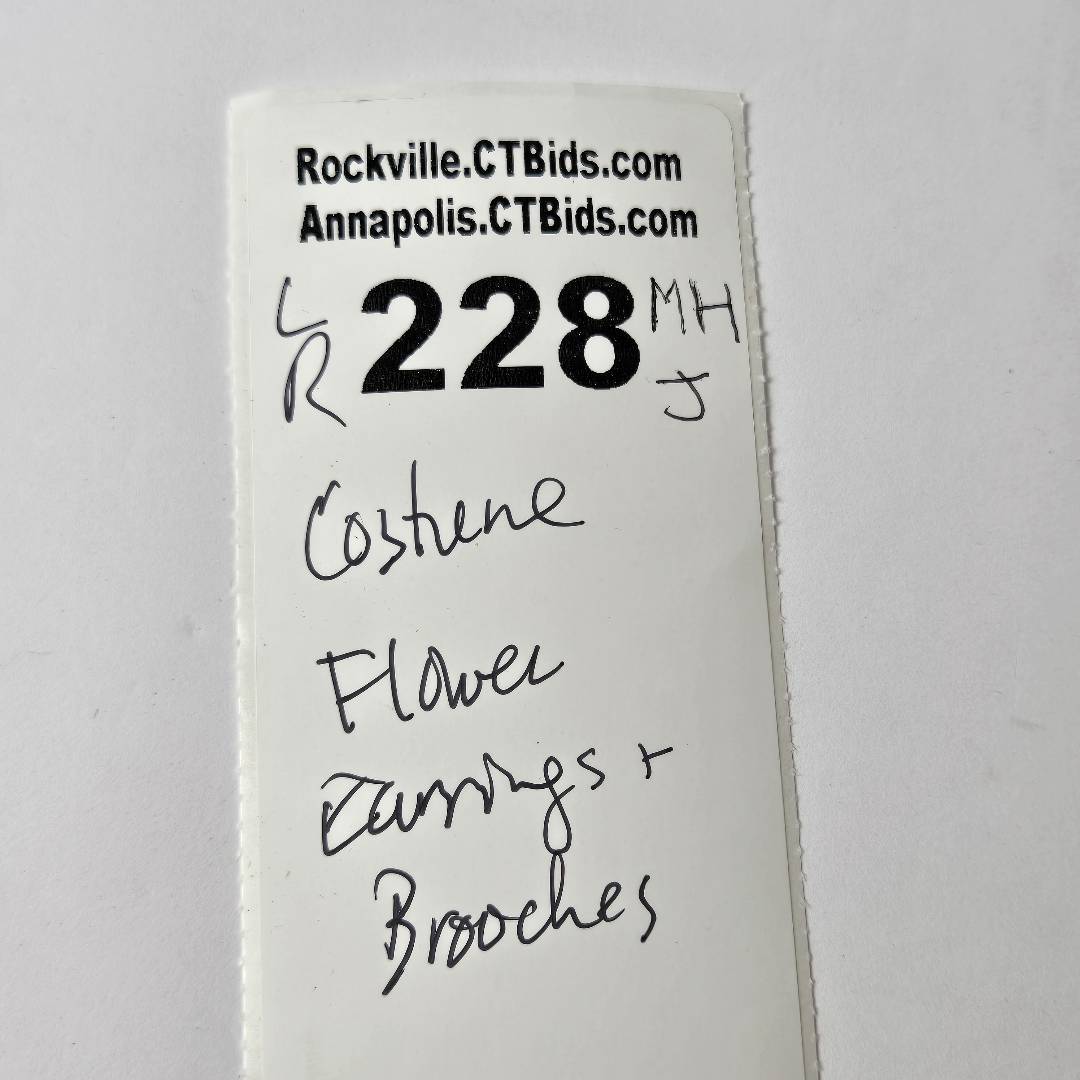 Rockville.CTBids.com
Annapolis.CTBids.com
L 228 MH
R J
Costume
Flower
Earrings +
Brooches